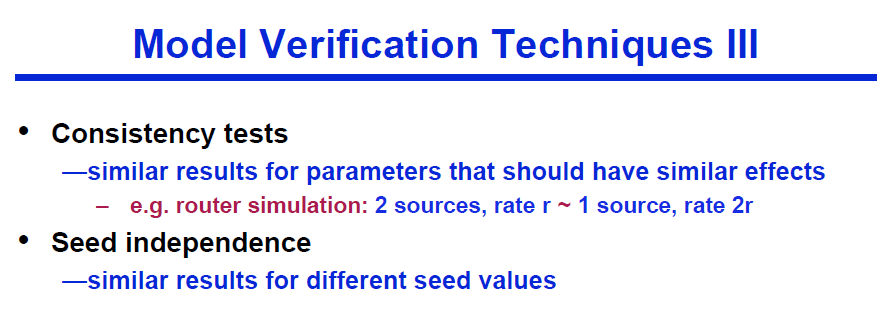 Model Verification Techniques III
• Consistency tests
—similar results for parameters that should have similar effects
– e.g. router simulation: 2 sources, rate r ~ 1 source, rate 2r
• Seed independence
—similar results for different seed values